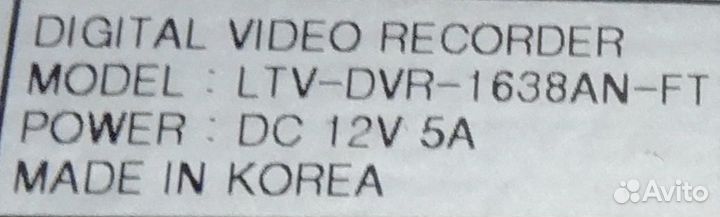 DIGITAL VIDEO RECORDER
MODEL : LTV-DVR-1638AN-FT
POWER : DC 12V 5A
MADE IN KOREA
Avito